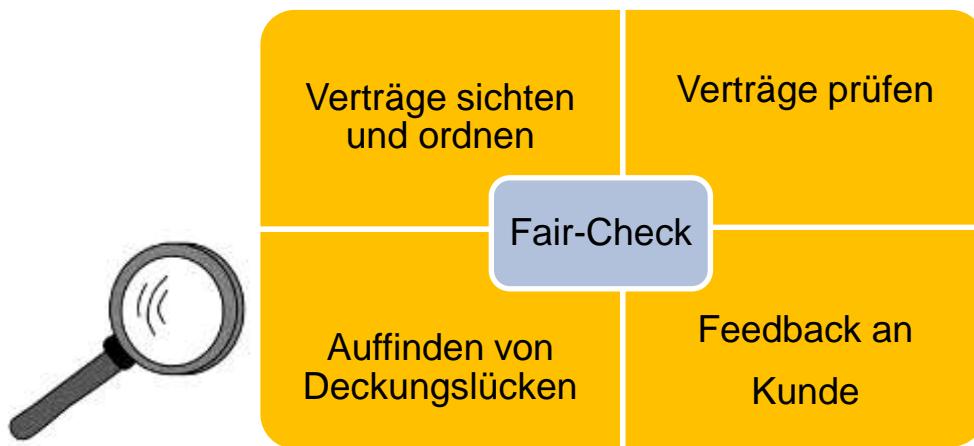 Verträge sichten
und ordnen
Verträge prüfen
Fair-Check
Auffinden von
Deckungslücken
Feedback an
Kunde